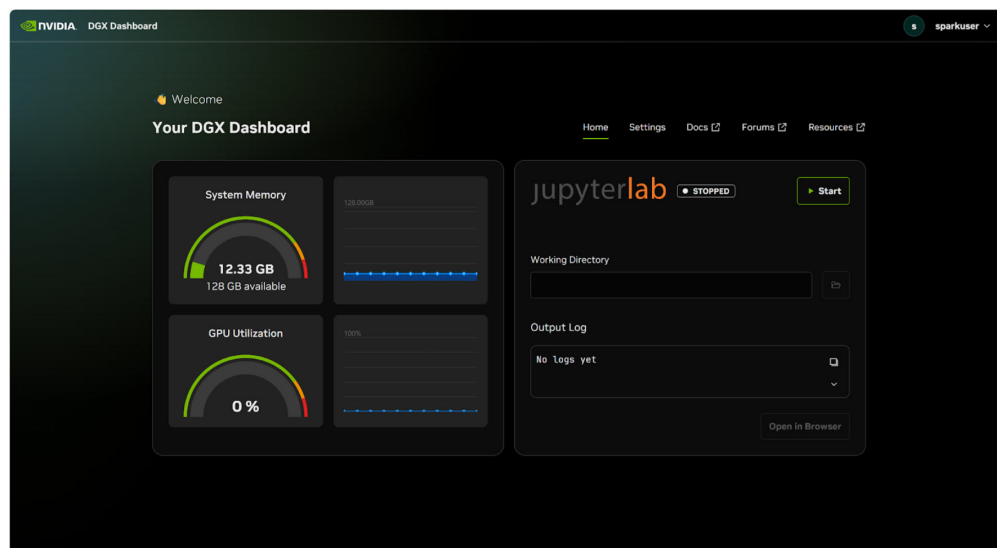 NVIDIA. DGX Dashboard
s sparkuser
👋 Welcome
Your DGX Dashboard
Home Settings Docs Forums Resources
System Memory
12.33 GB
128 GB available
128.00GB
GPU Utilization
0 %
100%
jupyterlab STOPPED
Start
Working Directory
Output Log
No logs yet
Open in Browser